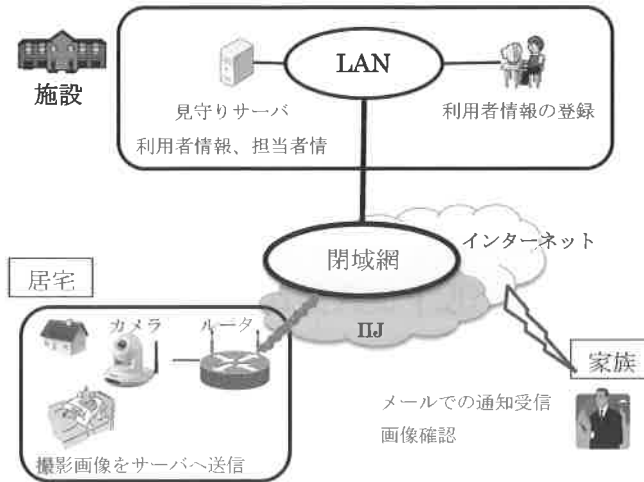 施設
LAN
見守りサーバ
利用者情報、担当者情
利用者情報の登録
閉域網
インターネット
IIJ
居宅
カメラ
ルータ
撮影画像をサーバへ送信
家族
メールでの通知受信
画像確認